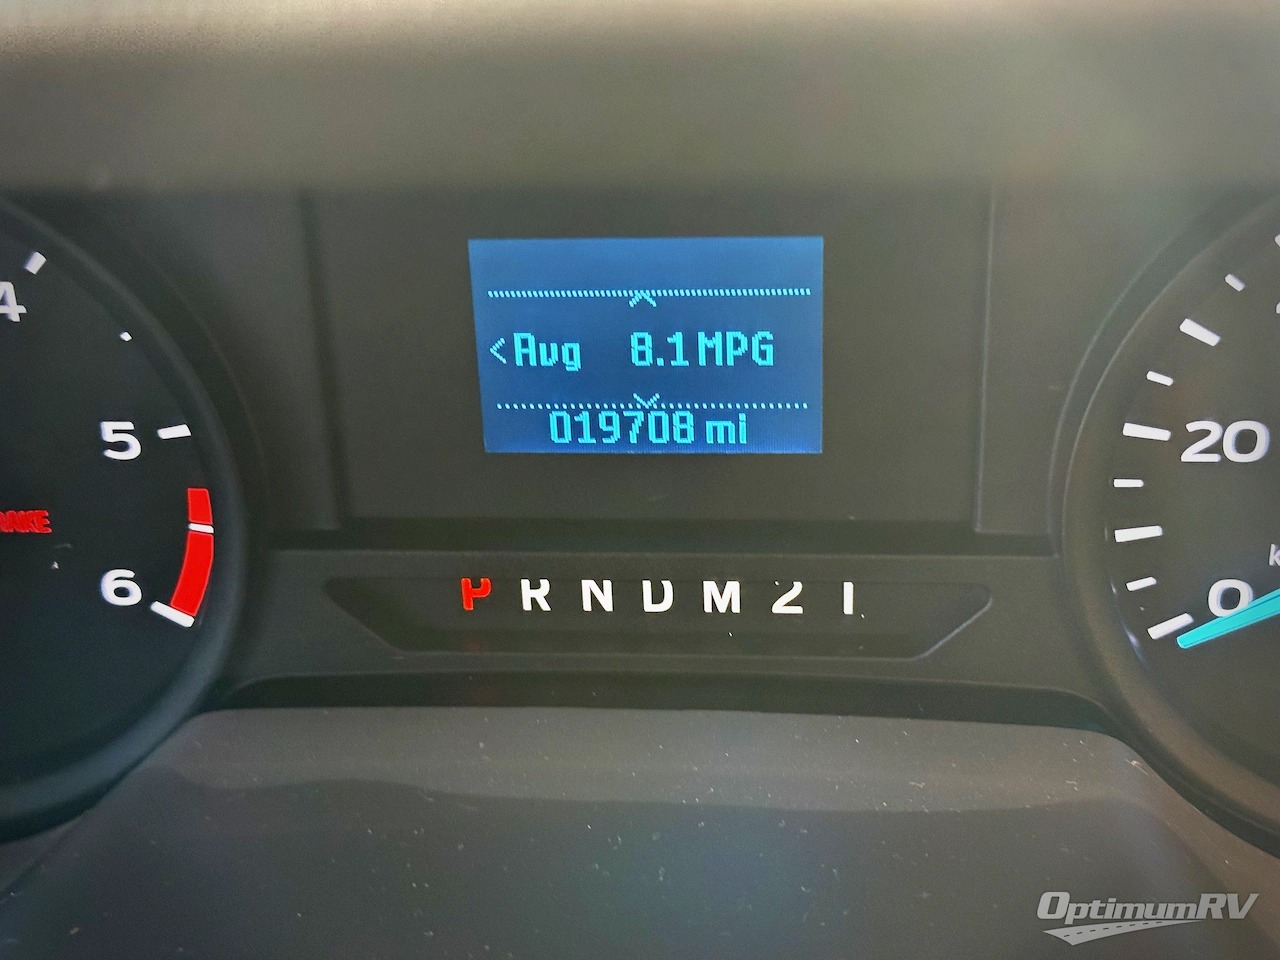 Avg 8.1 MPG
019708 mi
4
5
6
P R N D M 2 1
20
0
OptimumRV